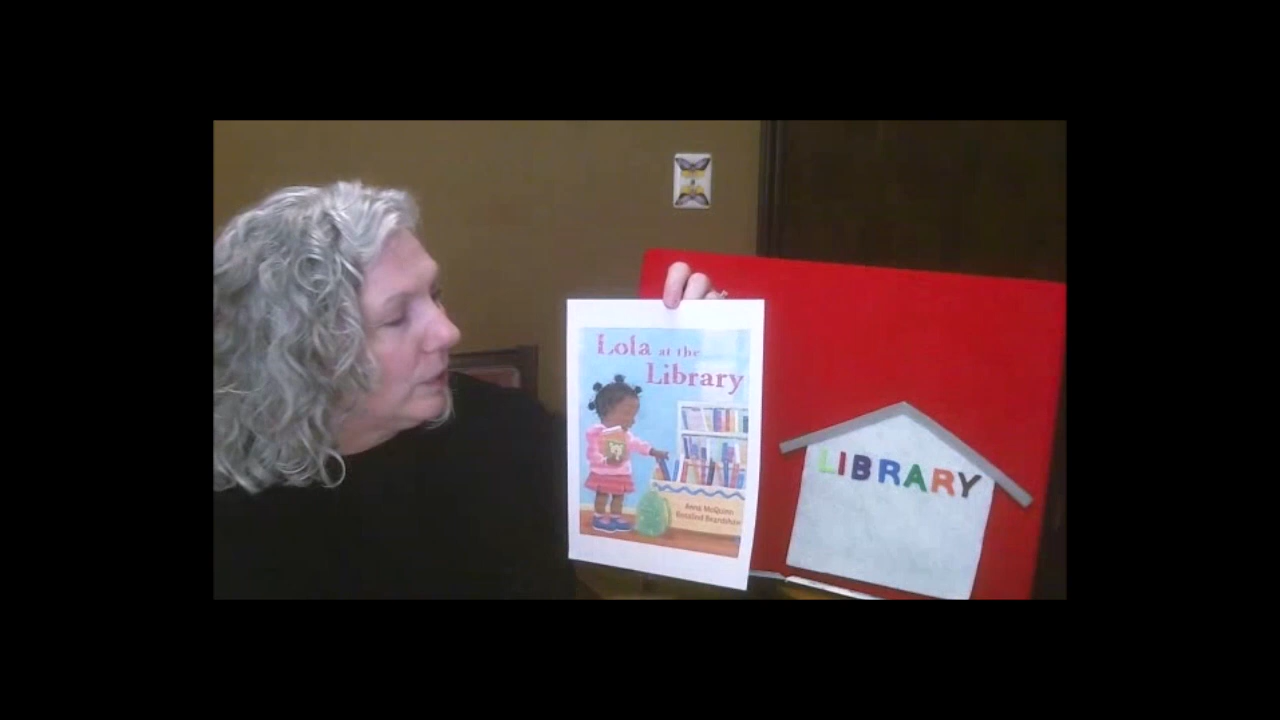 Lola at the
Library
Anna McQuinn
Rosalind Beardshaw
LIBRARY